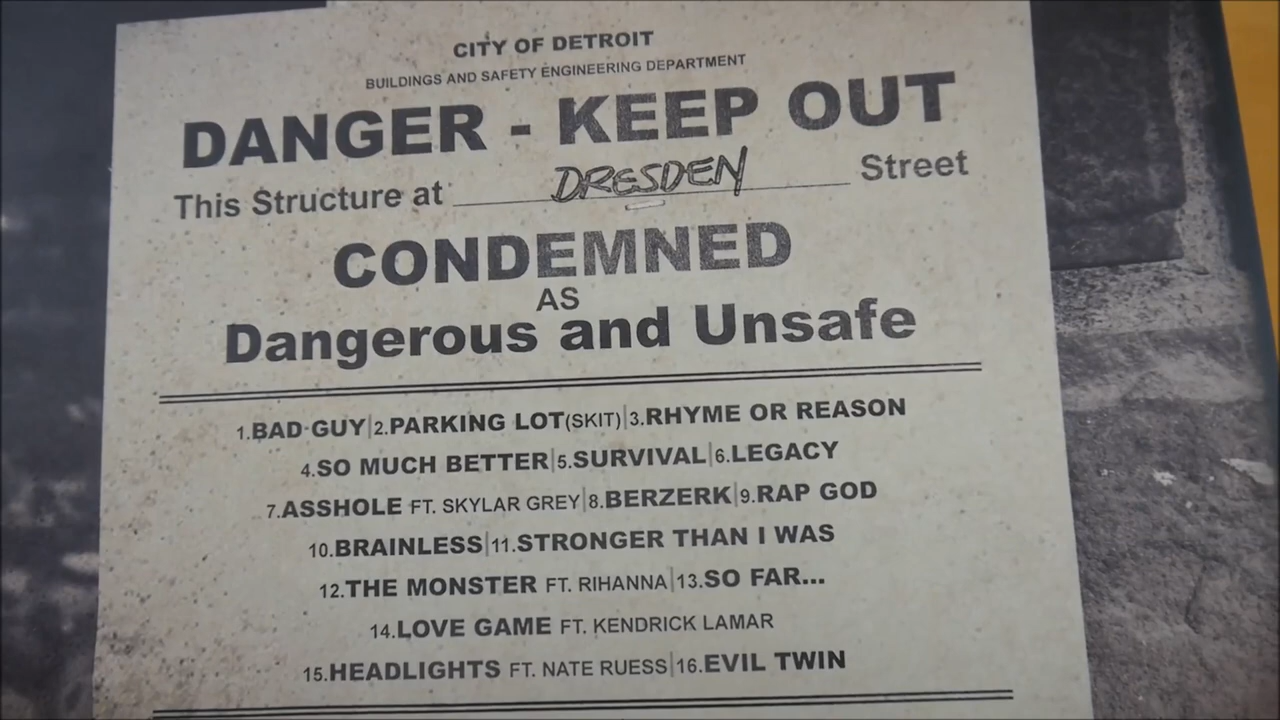 CITY OF DETROIT
BUILDINGS AND SAFETY ENGINEERING DEPARTMENT
DANGER - KEEP OUT
This Structure at DRESDEN Street
CONDEMNED
AS
Dangerous and Unsafe
1.BAD GUY|2.PARKING LOT(SKIT)|3.RHYME OR REASON
4.SO MUCH BETTER|5.SURVIVAL|6.LEGACY
7.ASSHOLE FT. SKYLAR GREY|8.BERZERK|9.RAP GOD
10.BRAINLESS|11.STRONGER THAN I WAS
12.THE MONSTER FT. RIHANNA|13.SO FAR...
14.LOVE GAME FT. KENDRICK LAMAR
15.HEADLIGHTS FT. NATE RUESS|16.EVIL TWIN